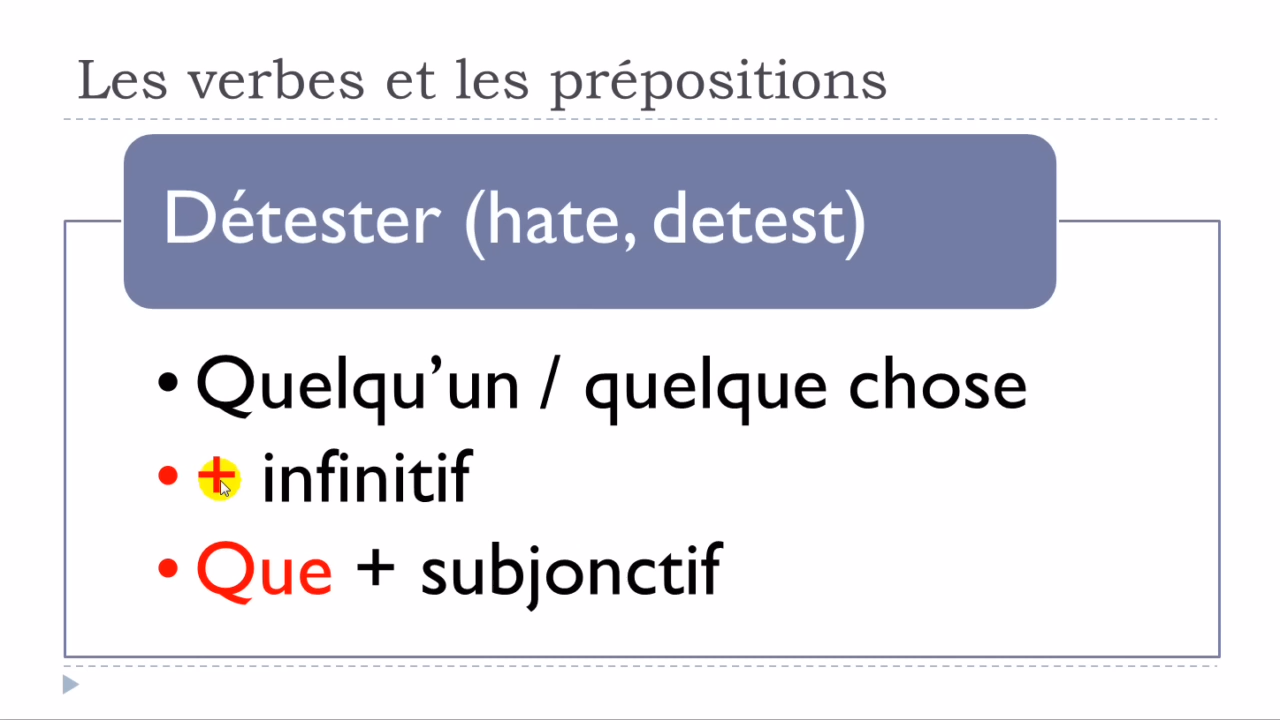 Les verbes et les prépositions
Détester (hate, detest)
• Quelqu’un / quelque chose
• + infinitif
• Que + subjonctif